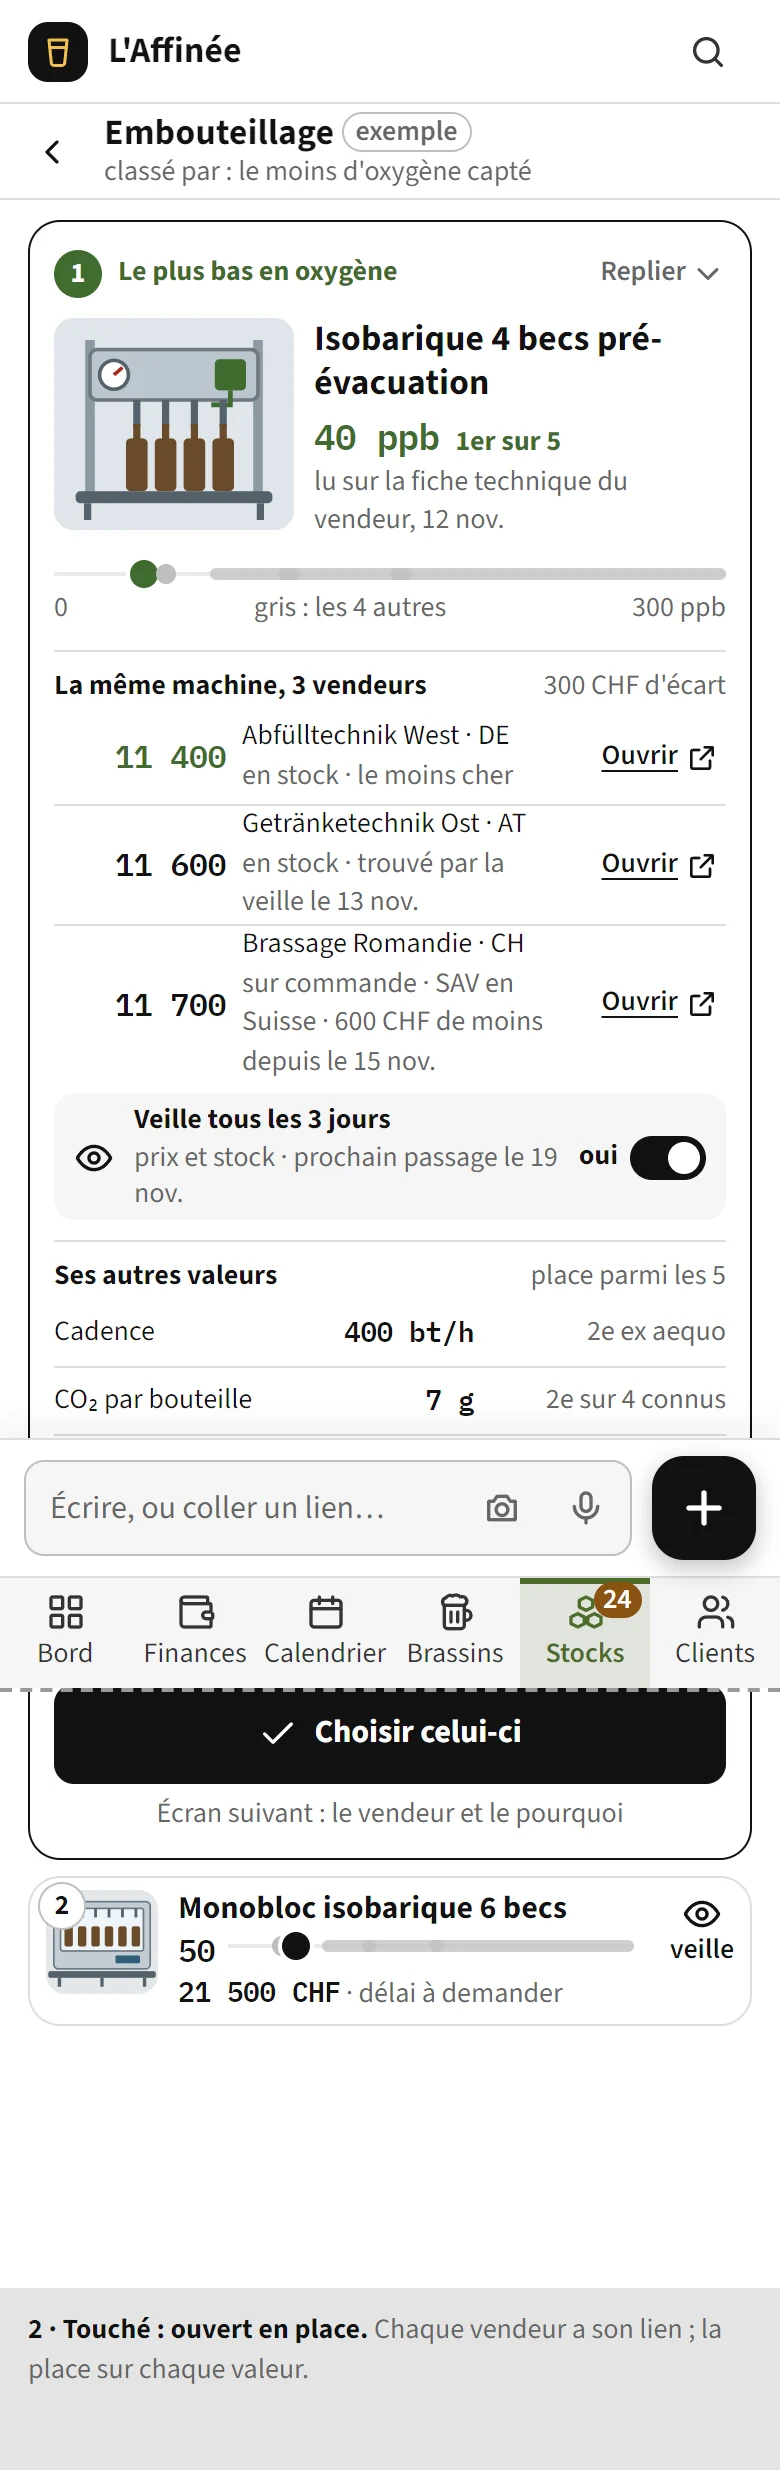 L'Affinée
Embouteillage exemple
classé par : le moins d'oxygène capté
1 Le plus bas en oxygène Replier
Isobarique 4 becs pré-
évacuation
40 ppb 1er sur 5
lu sur la fiche technique du
vendeur, 12 nov.
0 gris : les 4 autres 300 ppb
La même machine, 3 vendeurs 300 CHF d'écart
Abfülltechnik West · DE
11 400 en stock · le moins cher Ouvrir
Getränketechnik Ost · AT
11 600 en stock · trouvé par la Ouvrir
veille le 13 nov.
Brassage Romandie · CH
sur commande · SAV en
11 700 Suisse · 600 CHF de moins Ouvrir
depuis le 15 nov.
Veille tous les 3 jours
prix et stock · prochain passage le 19 oui
nov.
Ses autres valeurs place parmi les 5
Cadence 400 bt/h 2e ex aequo
CO₂ par bouteille 7 g 2e sur 4 connus
Écrire, ou coller un lien…
24
Bord Finances Calendrier Brassins Stocks Clients
Choisir celui-ci
Écran suivant : le vendeur et le pourquoi
2 Monobloc isobarique 6 becs
50 veille
21 500 CHF · délai à demander
2 · Touché : ouvert en place. Chaque vendeur a son lien ; la
place sur chaque valeur.